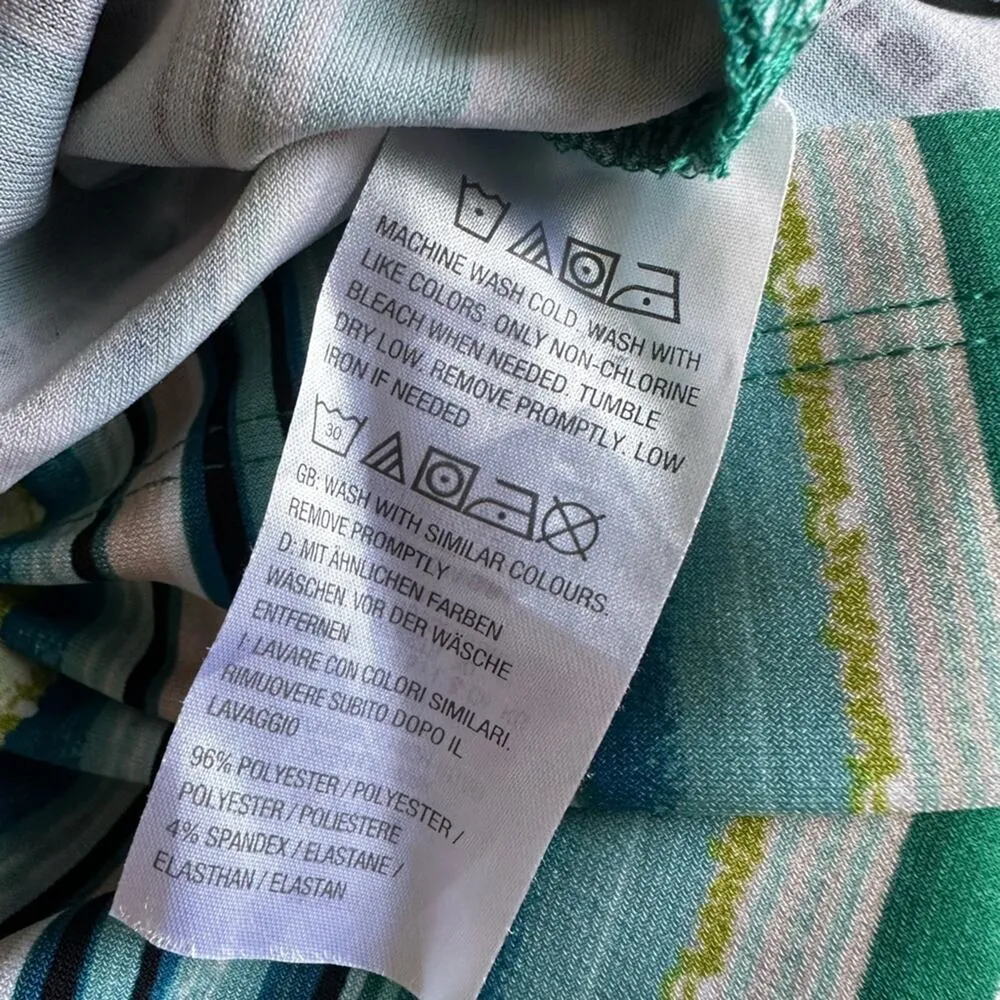 MACHINE WASH COLD. WASH WITH
LIKE COLORS. ONLY NON-CHLORINE
BLEACH WHEN NEEDED. TUMBLE
DRY LOW. REMOVE PROMPTLY. LOW
IRON IF NEEDED
30
GB: WASH WITH SIMILAR COLOURS.
REMOVE PROMPTLY
D: MIT ÄHNLICHEN FARBEN
WASCHEN. VOR DER WÄSCHE
ENTFERNEN
I: LAVARE CON COLORI SIMILARI.
RIMUOVERE SUBITO DOPO IL
LAVAGGIO
96% POLYESTER / POLYESTER /
POLYESTER / POLIESTERE
4% SPANDEX / ELASTANE /
ELASTHAN / ELASTAN